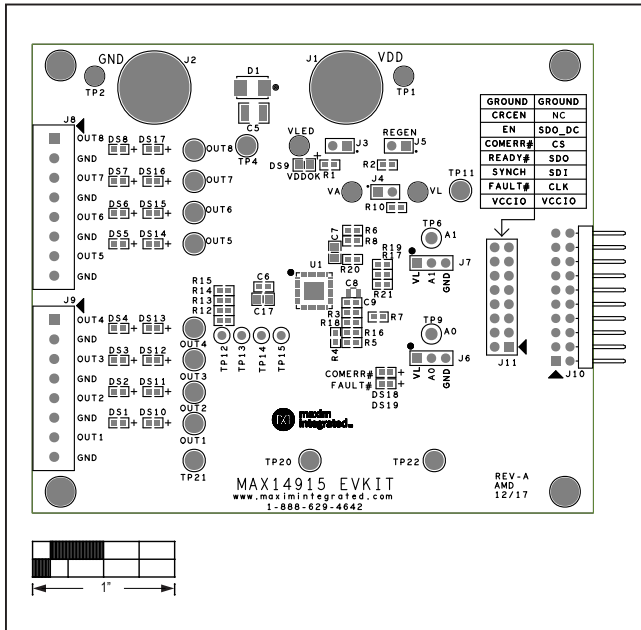 GND
J2
J1
VDD
TP2
D1
TP1
C5
VLED
TP4
J3
REGEN
J5
DS9
VDDOK
R1
R2
TP11
J4
VA
VL
R10
GROUND GROUND
CRCEN NC
EN SDO_DC
COMERR# CS
READY# SDO
SYNCH SDI
FAULT# CLK
VCCIO VCCIO
J8
OUT8 DS8 DS17 OUT8
GND
OUT7 DS7 DS16 OUT7
GND
OUT6 DS6 DS15 OUT6
GND
OUT5 DS5 DS14 OUT5
GND
J9
OUT4 DS4 DS13 OUT4
GND
OUT3 DS3 DS12 OUT3
GND
OUT2 DS2 DS11 OUT2
GND
OUT1 DS1 DS10 OUT1
GND
TP21
C7
R6
R8
R20
R19
R17
R21
TP6
A1
J7
VL A1 GND
U1
R15
R14
R13
R12
C6
C17
C8
C9
R3
R18
R16
R4
R5
R7
TP9
A0
J6
VL A0 GND
TP12
TP13
TP14
TP15
COMERR#
FAULT#
DS18
DS19
J11
J10
maxim
integrated™
TP20
TP22
MAX14915 EVKIT
www.maximintegrated.com
1-888-629-4642
REV-A
AMD
12/17
1"